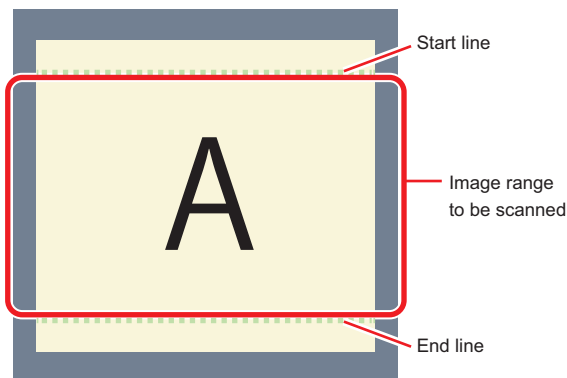 Start line
A
Image range
to be scanned
End line